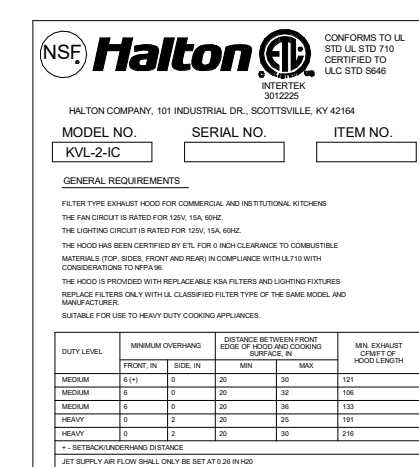 NSF® Halton ETL CONFORMS TO UL
STD UL STD 710
CERTIFIED TO
ULC STD S646
INTERTEK
3012225
HALTON COMPANY, 101 INDUSTRIAL DR., SCOTTSVILLE, KY 42164
MODEL NO. SERIAL NO. ITEM NO.
KVL-2-IC
GENERAL REQUIREMENTS
FILTER TYPE EXHAUST HOOD FOR COMMERCIAL AND INSTITUTIONAL KITCHENS
THE FAN CIRCUIT IS RATED FOR 125V, 15A, 60HZ.
THE LIGHTING CIRCUIT IS RATED FOR 125V, 15A, 60HZ.
THE HOOD HAS BEEN CERTIFIED BY ETL FOR 0 INCH CLEARANCE TO COMBUSTIBLE
MATERIALS (TOP, SIDES, FRONT AND REAR) IN COMPLIANCE WITH UL710 WITH
CONSIDERATIONS TO NFPA 96.
THE HOOD IS PROVIDED WITH REPLACEABLE KSA FILTERS AND LIGHTING FIXTURES
REPLACE FILTERS ONLY WITH UL CLASSIFIED FILTER TYPE OF THE SAME MODEL AND
MANUFACTURER.
SUITABLE FOR USE TO HEAVY DUTY COOKING APPLIANCES.
DUTY LEVEL MINIMUM OVERHANG DISTANCE BETWEEN FRONT
EDGE OF HOOD AND COOKING
SURFACE, IN MIN. EXHAUST
CFM/FT OF
HOOD LENGTH
FRONT, IN SIDE, IN MIN MAX
MEDIUM 6 (+) 0 20 30 121
MEDIUM 6 0 20 32 106
MEDIUM 6 0 20 36 133
HEAVY 0 2 20 25 191
HEAVY 0 2 20 30 216
+ - SETBACK/UNDERHANG DISTANCE
JET SUPPLY AIR FLOW SHALL ONLY BE SET AT 0.26 IN H20